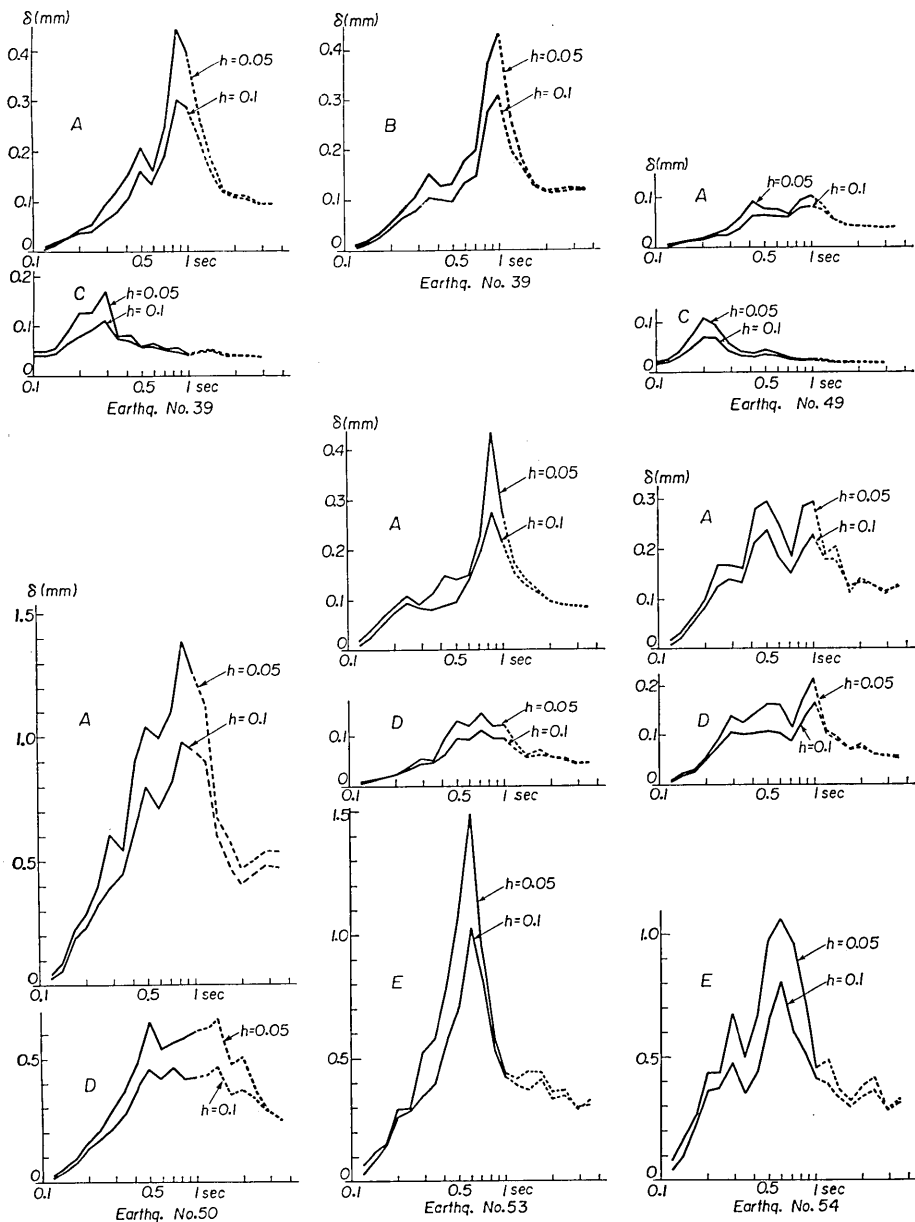 δ(mm)
0.5
0.4
0.3
0.2
0.1
0
A
h=0.05
h=0.1
0.5
1 sec
δ(mm)
0.4
0.3
0.2
0.1
0
B
h=0.05
h=0.1
0.1
0.5
1 sec
Earthq. No. 39
0.2
0.1
0
C
h=0.05
h=0.1
0.1
0.5
1 sec
Earthq. No. 39
0.2
0.1
0
A
h=0.05
h=0.1
0.5
1 sec
0.1
0
C
h=0.05
h=0.1
0.1
0.5
1 sec
Earthq. No. 49
δ(mm)
1.5
1.0
0.5
0
A
h=0.05
h=0.1
0.1
0.5
1 sec
0.5
0
D
h=0.05
h=0.1
0.1
0.5
1 sec
Earthq. No.50
δ(mm)
0.4
0.3
0.2
0.1
0
A
h=0.05
h=0.1
0.1
0.5
1 sec
0.1
0
D
h=0.05
h=0.1
0.1
0.5
1 sec
1.5
1.0
0.5
0
E
h=0.05
h=0.1
0.1
0.5
1 sec
Earthq. No.53
δ(mm)
0.3
0.2
0.1
0
A
h=0.05
h=0.1
0.1
0.5
1 sec
0.2
0.1
0
D
h=0.05
h=0.1
0.1
0.5
1 sec
1.0
0.5
0
E
h=0.05
h=0.1
0.1
0.5
1 sec
Earthq. No. 54